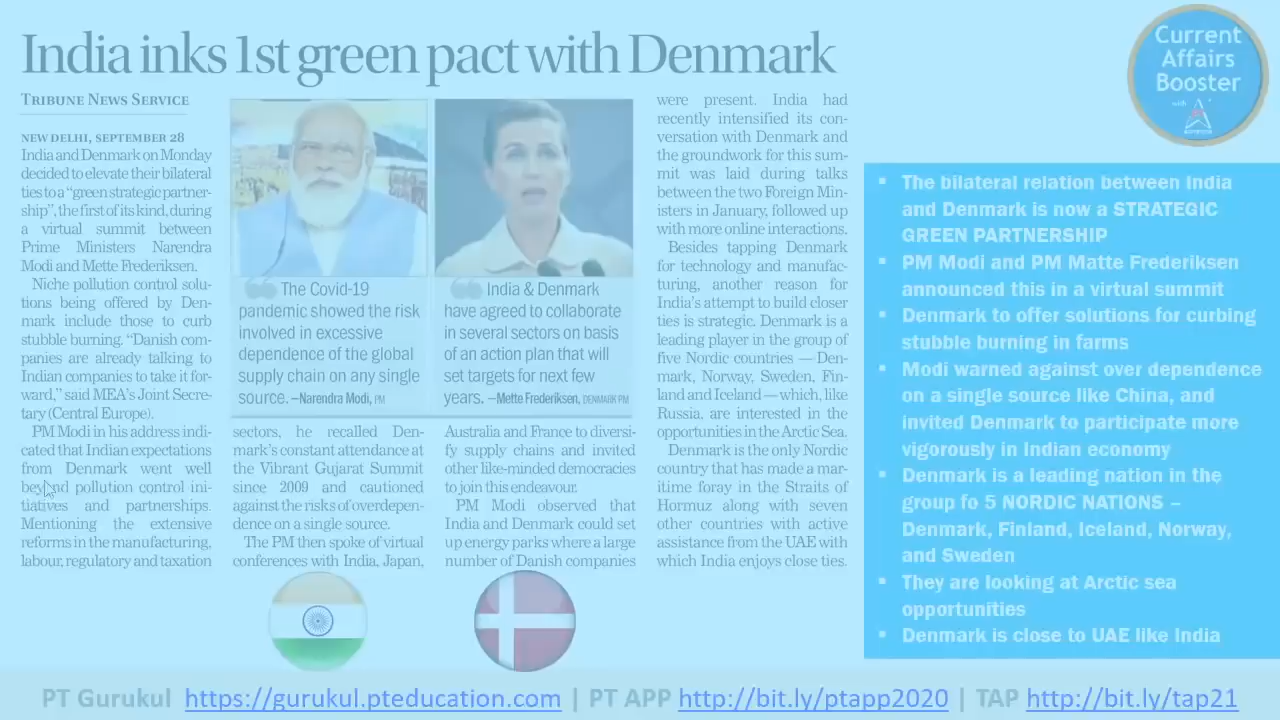 India inks 1st green pact with Denmark
TRIBUNE NEWS SERVICE
NEW DELHI, SEPTEMBER 28
India and Denmark on Monday
decided to elevate their bilateral
ties to a “green strategic partner-
ship”, the first of its kind, during
a virtual summit between
Prime Ministers Narendra
Modi and Mette Frederiksen.
Niche pollution control solu-
tions being offered by Den-
mark include those to curb
stubble burning. “Danish com-
panies are already talking to
Indian companies to take it for-
ward,” said MEA’s Joint Secre-
tary (Central Europe).
PM Modi in his address indi-
cated that Indian expectations
from Denmark went well
beyond pollution control ini-
tiatives and partnerships.
Mentioning the extensive
reforms in the manufacturing,
labour, regulatory and taxation
The Covid-19
pandemic showed the risk
involved in excessive
dependence of the global
supply chain on any single
source. —Narendra Modi, PM
India & Denmark
have agreed to collaborate
in several sectors on basis
of an action plan that will
set targets for next few
years. —Mette Frederiksen, DENMARK PM
sectors, he recalled Den-
mark’s constant attendance at
the Vibrant Gujarat Summit
since 2009 and cautioned
against the risks of overdepen-
dence on a single source.
The PM then spoke of virtual
conferences with India, Japan,
Australia and France to diversi-
fy supply chains and invited
other like-minded democracies
to join this endeavour.
PM Modi observed that
India and Denmark could set
up energy parks where a large
number of Danish companies
were present. India had
recently intensified its con-
versation with Denmark and
the groundwork for this sum-
mit was laid during talks
between the two Foreign Min-
isters in January, followed up
with more online interactions.
Besides tapping Denmark
for technology and manufac-
turing, another reason for
India’s attempt to build closer
ties is strategic. Denmark is a
leading player in the group of
five Nordic countries — Den-
mark, Norway, Sweden, Fin-
land and Iceland — which, like
Russia, are interested in the
opportunities in the Arctic Sea.
Denmark is the only Nordic
country that has made a mar-
itime foray in the Straits of
Hormuz along with seven
other countries with active
assistance from the UAE with
which India enjoys close ties.
Current
Affairs
Booster
with
▪ The bilateral relation between India
and Denmark is now a STRATEGIC
GREEN PARTNERSHIP
▪ PM Modi and PM Matte Frederiksen
announced this in a virtual summit
▪ Denmark to offer solutions for curbing
stubble burning in farms
▪ Modi warned against over dependence
on a single source like China, and
invited Denmark to participate more
vigorously in Indian economy
▪ Denmark is a leading nation in the
group fo 5 NORDIC NATIONS –
Denmark, Finland, Iceland, Norway,
and Sweden
▪ They are looking at Arctic sea
opportunities
▪ Denmark is close to UAE like India
PT Gurukul https://gurukul.pteducation.com | PT APP http://bit.ly/ptapp2020 | TAP http://bit.ly/tap21